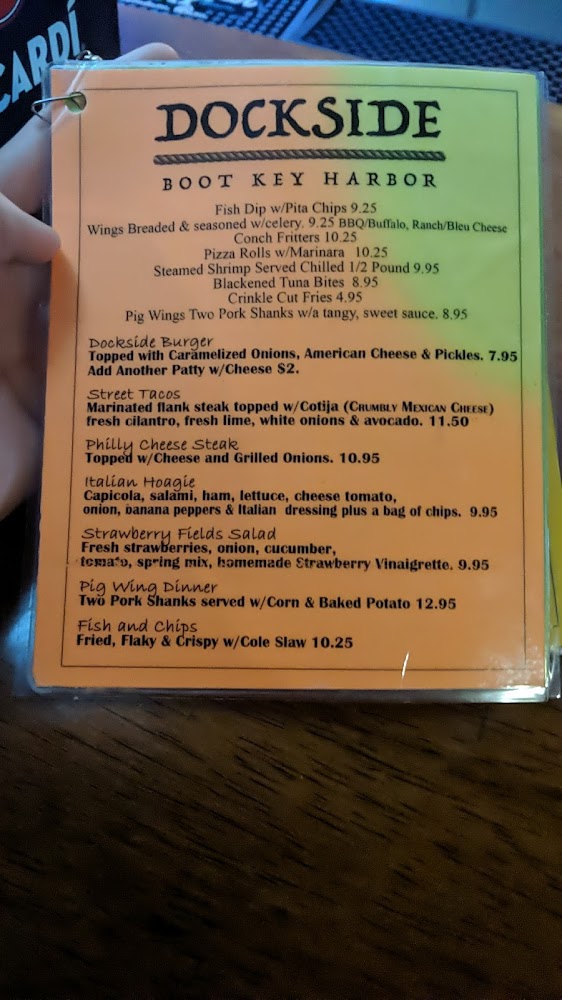 CARDÍ
DOCKSIDE
BOOT KEY HARBOR
Fish Dip w/Pita Chips 9.25
Wings Breaded & seasoned w/celery. 9.25 BBQ/Buffalo, Ranch/Bleu Cheese
Conch Fritters 10.25
Pizza Rolls w/Marinara 10.25
Steamed Shrimp Served Chilled 1/2 Pound 9.95
Blackened Tuna Bites 8.95
Crinkle Cut Fries 4.95
Pig Wings Two Pork Shanks w/a tangy, sweet sauce. 8.95
Dockside Burger
Topped with Caramelized Onions, American Cheese & Pickles. 7.95
Add Another Patty w/Cheese $2.
Street Tacos
Marinated flank steak topped w/Cotija (CRUMBLY MEXICAN CHEESE)
fresh cilantro, fresh lime, white onions & avocado. 11.50
Philly Cheese Steak
Topped w/Cheese and Grilled Onions. 10.95
Italian Hoagie
Capicola, salami, ham, lettuce, cheese tomato,
onion, banana peppers & Italian dressing plus a bag of chips. 9.95
Strawberry Fields Salad
Fresh strawberries, onion, cucumber,
tomato, spring mix, homemade Strawberry Vinaigrette. 9.95
Pig Wing Dinner
Two Pork Shanks served w/Corn & Baked Potato 12.95
Fish and Chips
Fried, Flaky & Crispy w/Cole Slaw 10.25